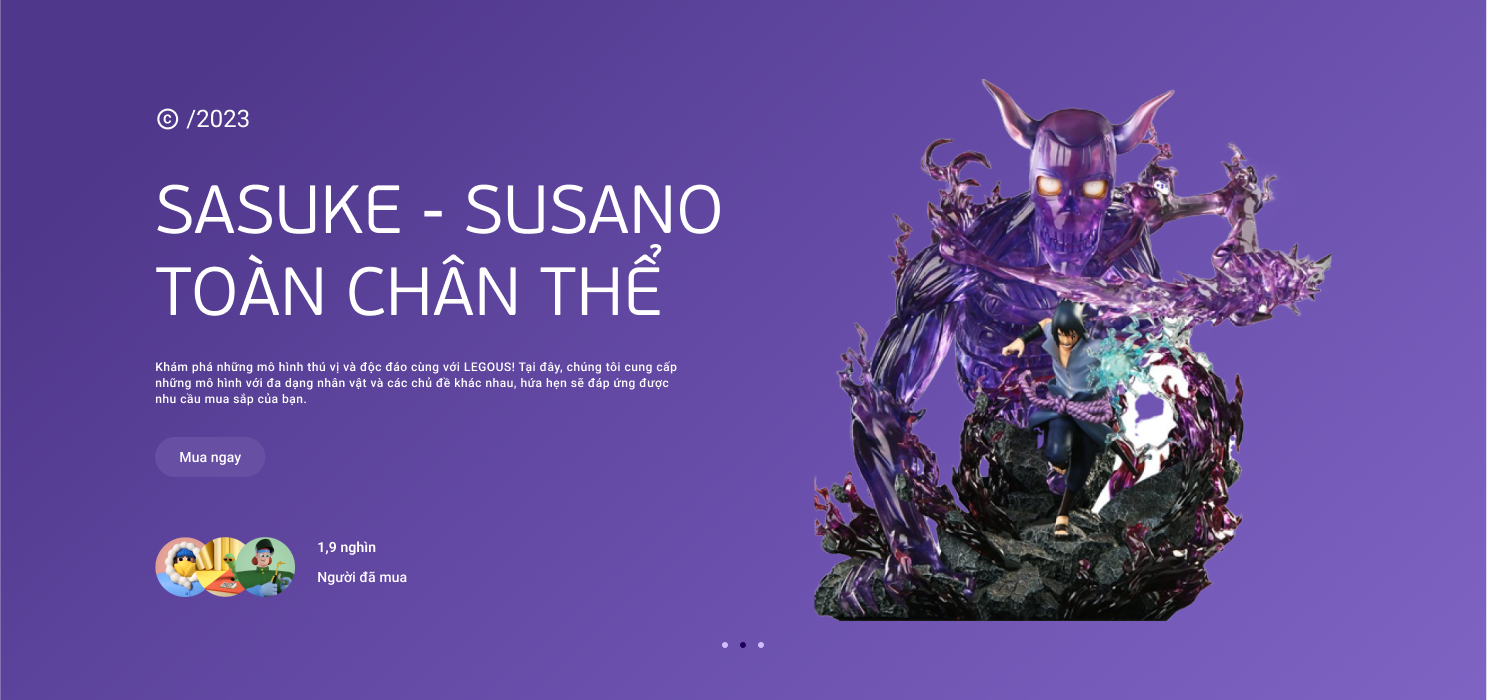 © /2023
SASUKE - SUSANO
TOÀN CHÂN THỂ
Khám phá những mô hình thú vị và độc đáo cùng với LEGOUS! Tại đây, chúng tôi cung cấp
những mô hình với đa dạng nhân vật và các chủ đề khác nhau, hứa hẹn sẽ đáp ứng được
nhu cầu mua sắp của bạn.
Mua ngay
1,9 nghìn
Người đã mua